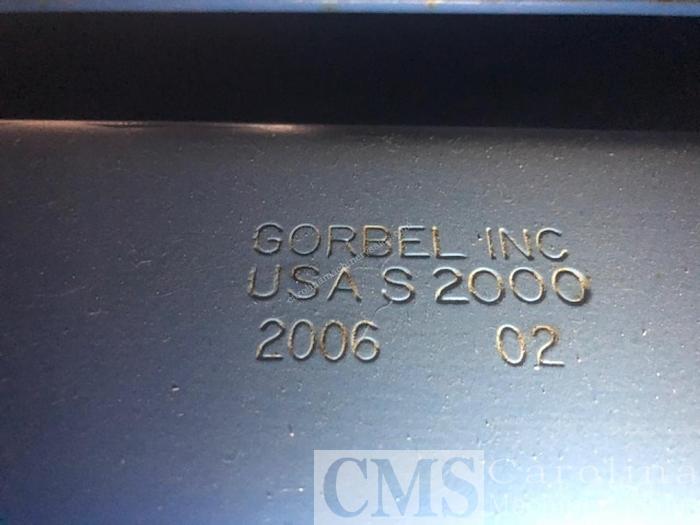 GORBEL INC
USA S 2000
2006 02
CMS Carolina